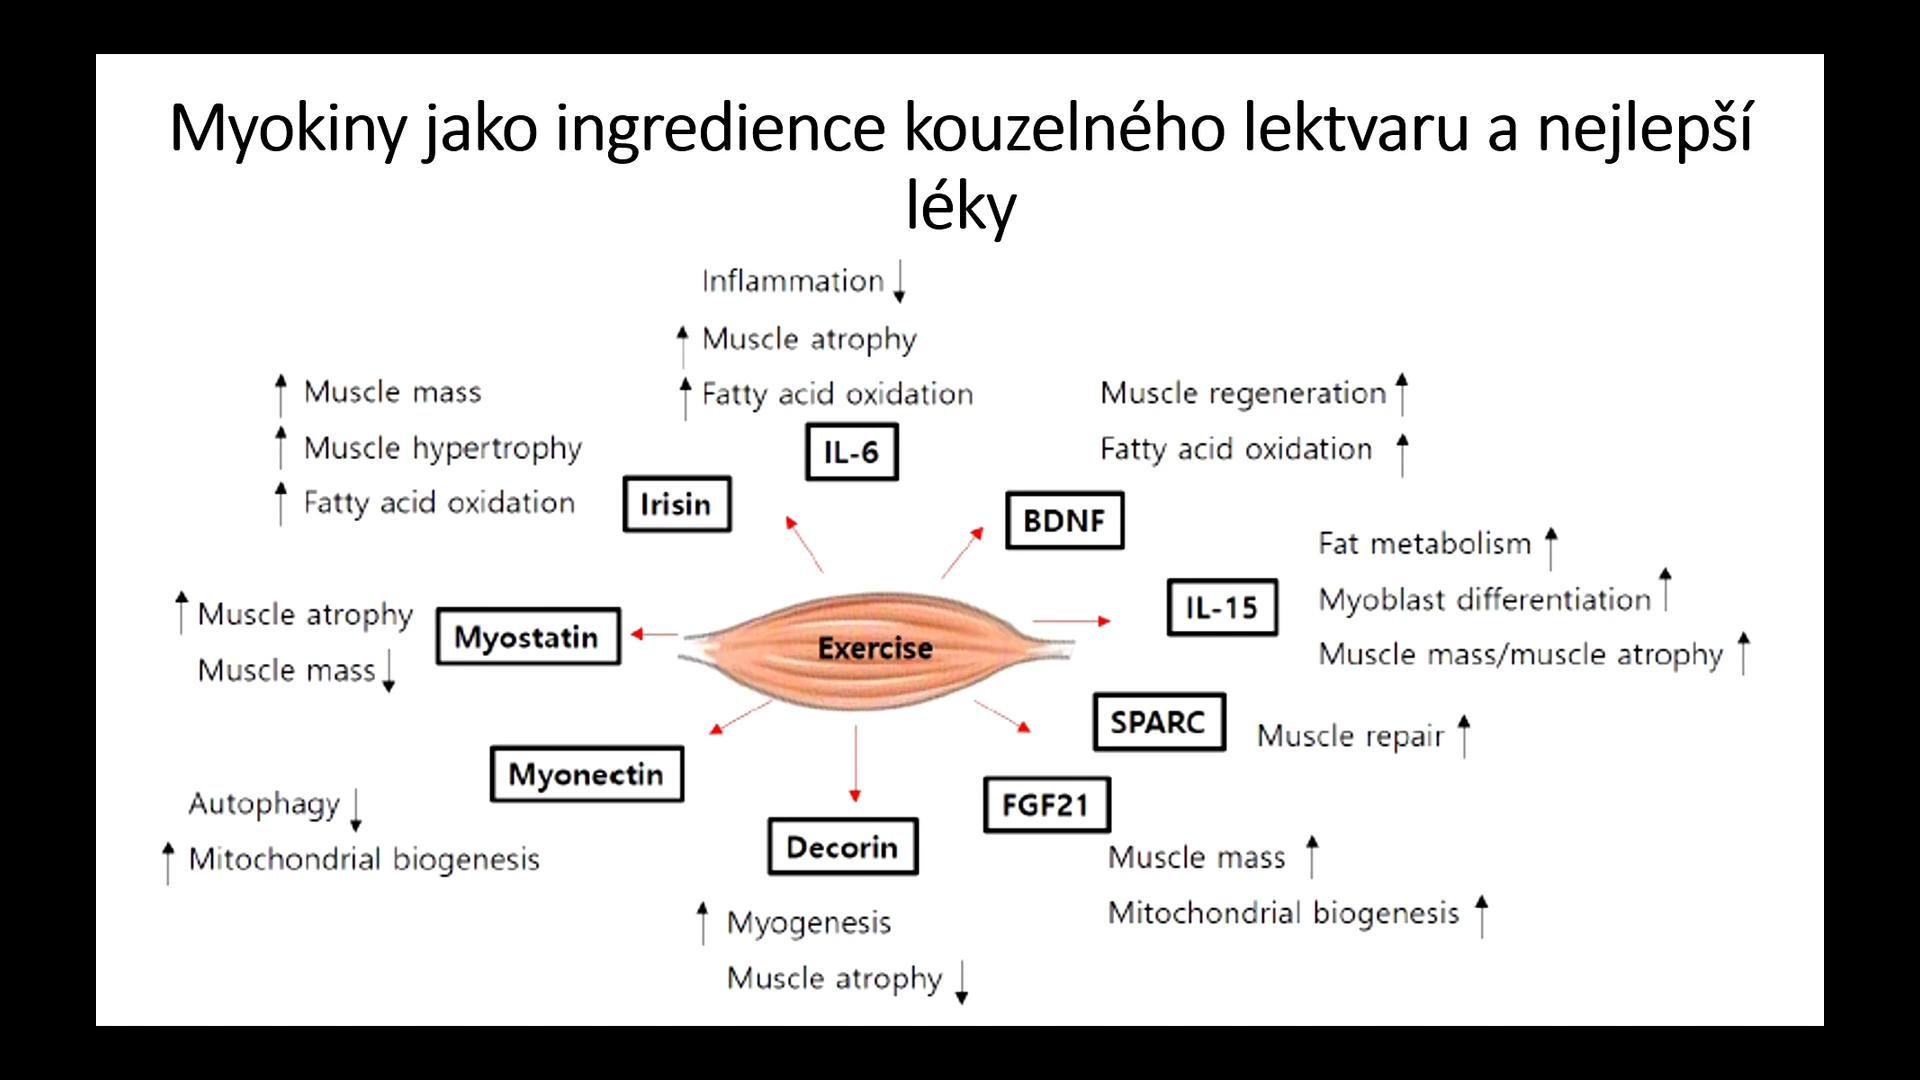 Myokiny jako ingredience kouzelného lektvaru a nejlepší
léky
Inflammation ↓
↑ Muscle atrophy
↑ Fatty acid oxidation
IL-6
↑ Muscle mass
↑ Muscle hypertrophy
↑ Fatty acid oxidation
Irisin
Muscle regeneration ↑
Fatty acid oxidation ↑
BDNF
Fat metabolism ↑
Myoblast differentiation ↑
Muscle mass/muscle atrophy ↑
IL-15
↑ Muscle atrophy
Muscle mass ↓
Myostatin
Exercise
SPARC
Muscle repair ↑
Myonectin
Autophagy ↓
↑ Mitochondrial biogenesis
FGF21
Muscle mass ↑
Mitochondrial biogenesis ↑
Decorin
↑ Myogenesis
Muscle atrophy ↓